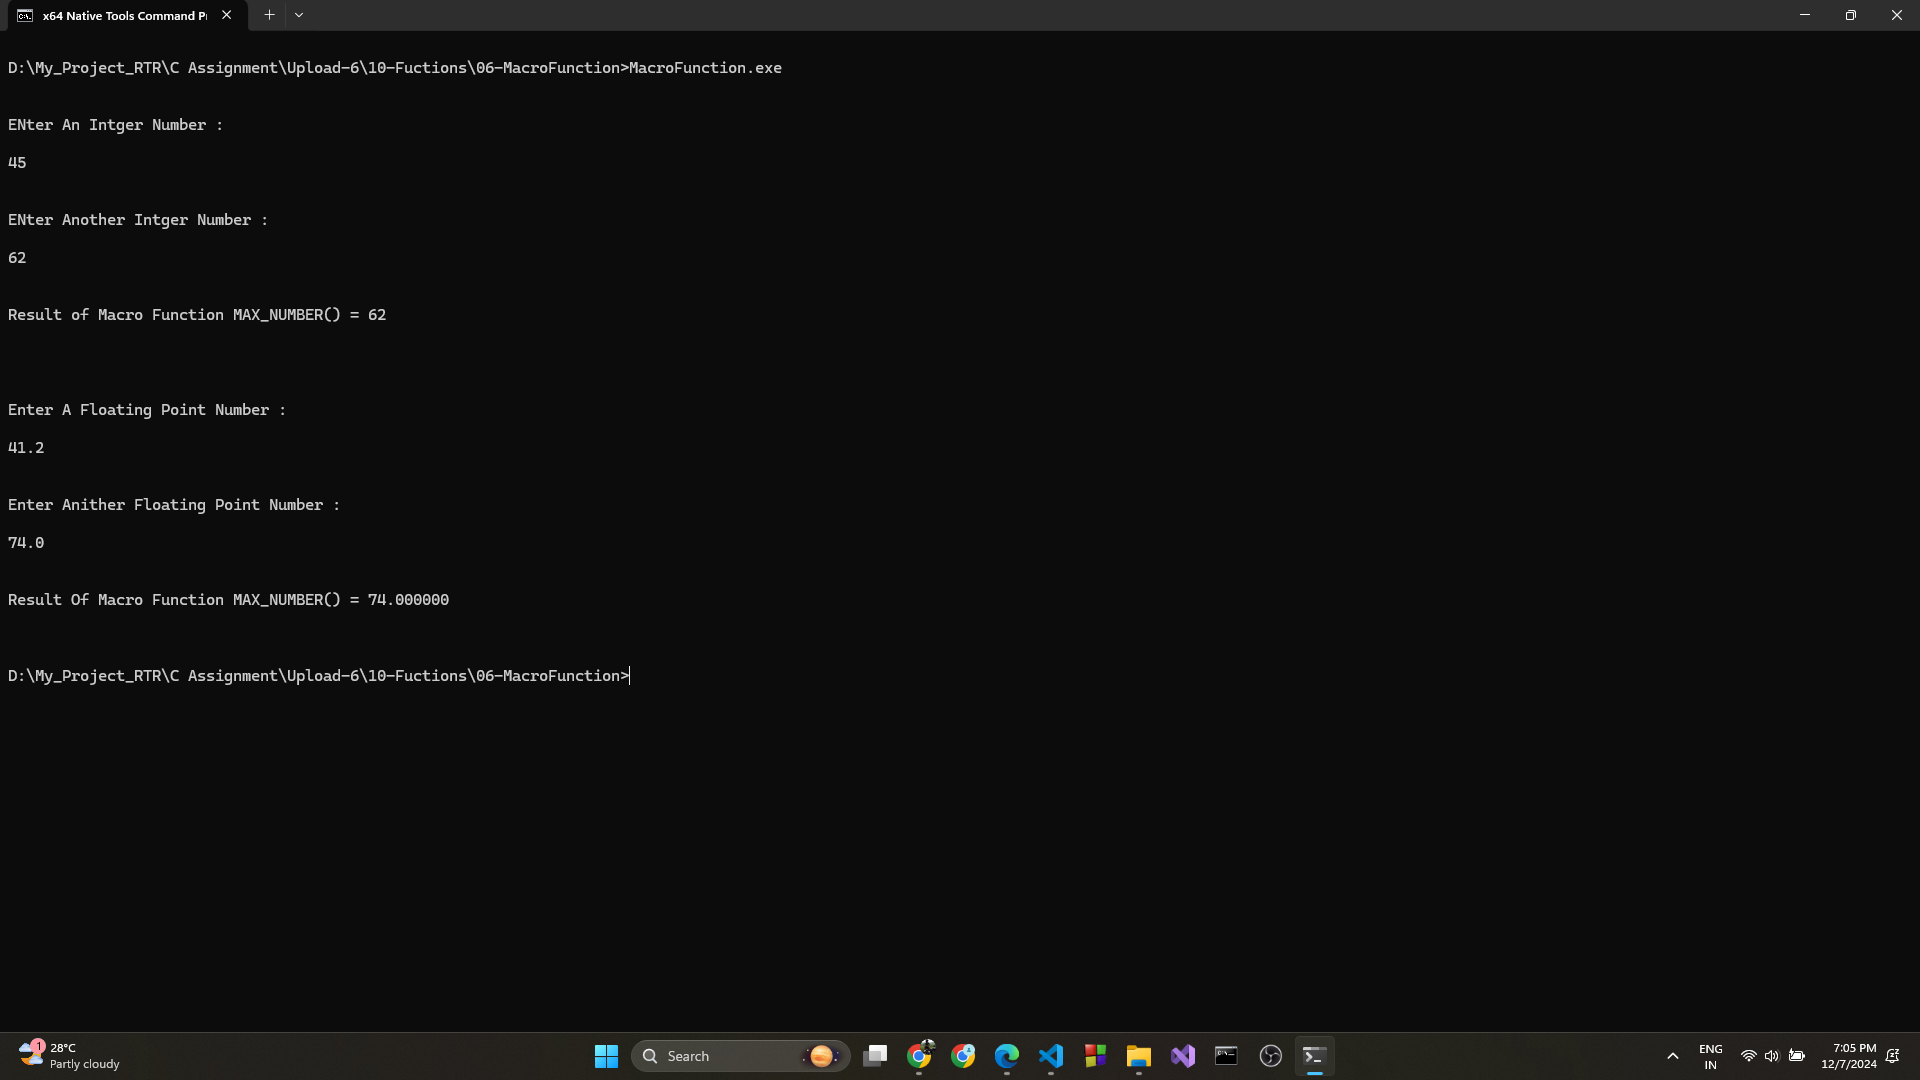 x64 Native Tools Command P
D:\My_Project_RTR\C Assignment\Upload-6\10-Fuctions\06-MacroFunction>MacroFunction.exe
ENter An Intger Number :
45
ENter Another Intger Number :
62
Result of Macro Function MAX_NUMBER() = 62
Enter A Floating Point Number :
41.2
Enter Anither Floating Point Number :
74.0
Result Of Macro Function MAX_NUMBER() = 74.000000
D:\My_Project_RTR\C Assignment\Upload-6\10-Fuctions\06-MacroFunction>
1
28°C
Partly cloudy
Search
ENG
IN
7:05 PM
12/7/2024